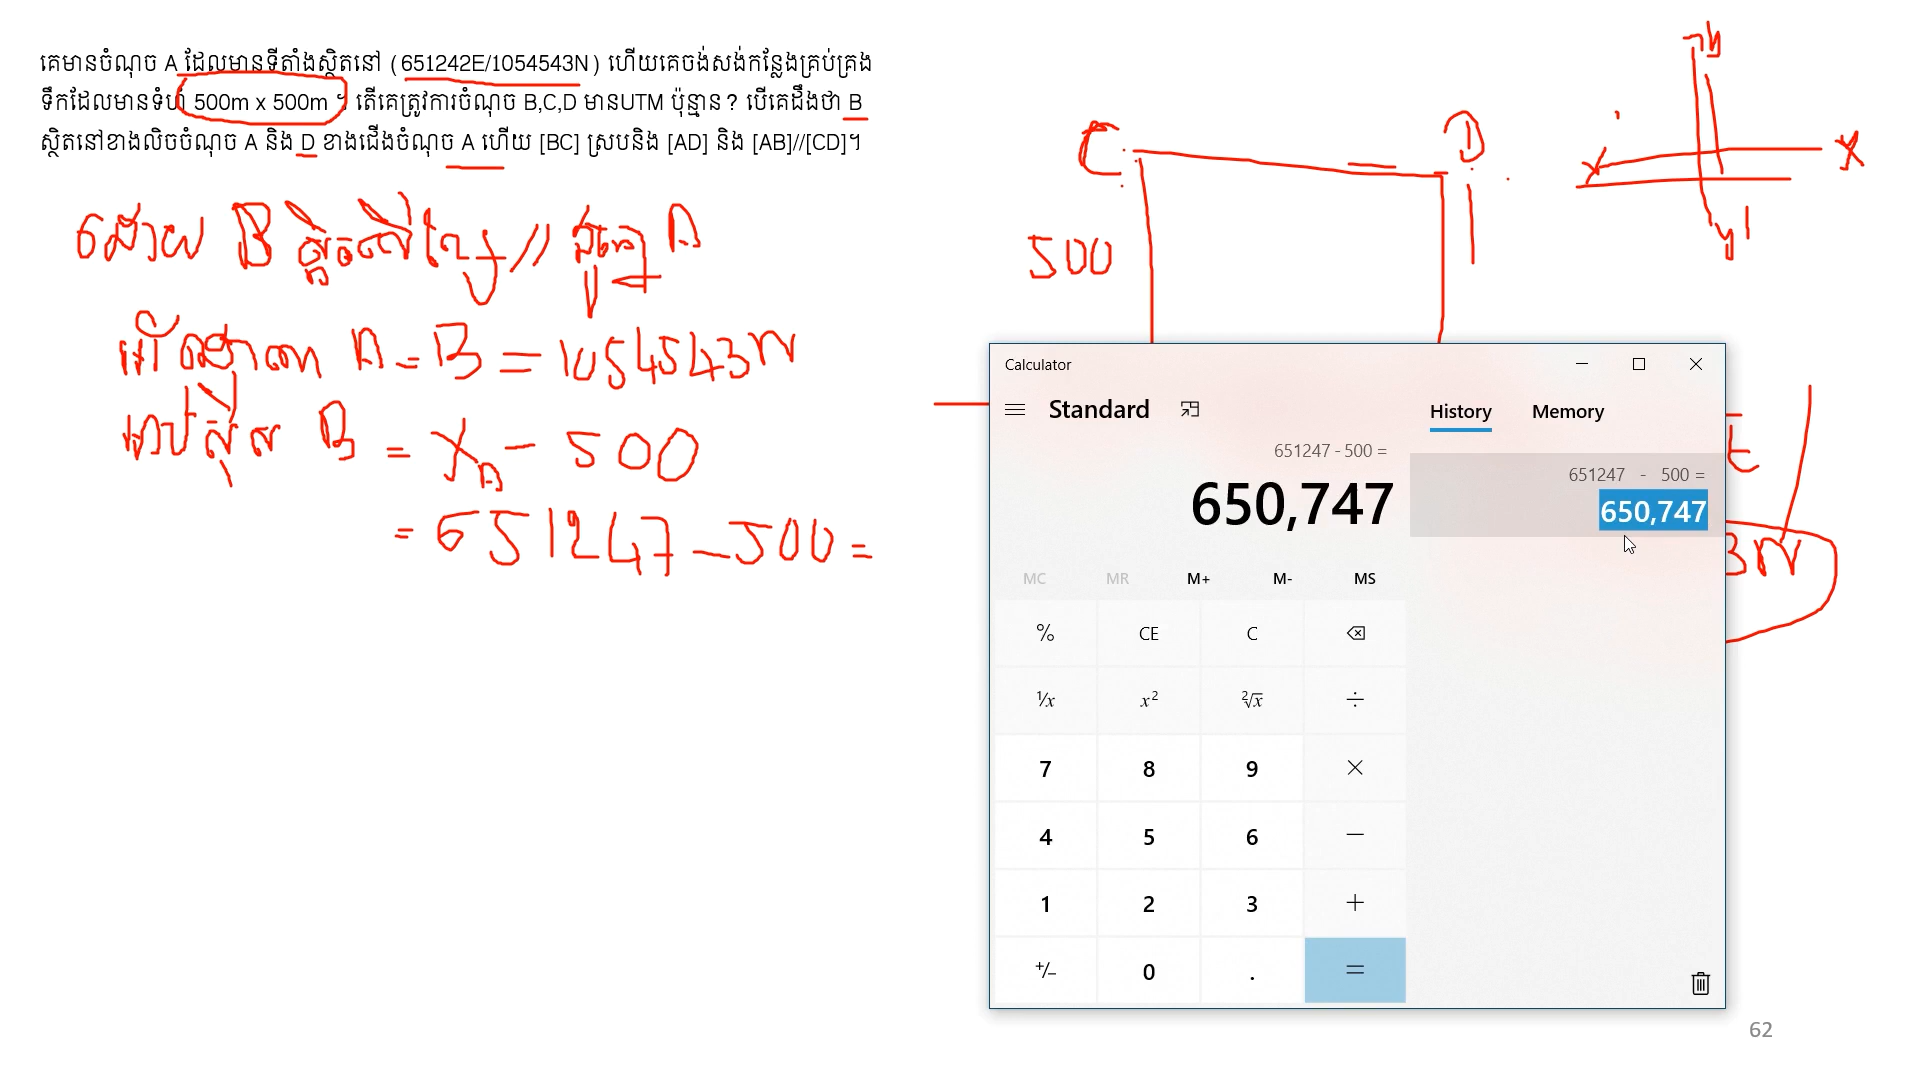 គេមានចំណុច A ដែលមានទីតាំងស្ថិតនៅ (651242E/1054543N) ហើយគេចង់សង់កន្លែងគ្រប់គ្រង
ទឹកដែលមានទំហំ 500m x 500m ។ តើគេត្រូវការចំណុច B,C,D មានUTM ប៉ុន្មាន? បើគេដឹងថា B
ស្ថិតនៅខាងលិចចំណុច A និង D ខាងជើងចំណុច A ហើយ [BC] ស្របនិង [AD] និង [AB]//[CD]។
B // A
A = B = 1054543N
B = XA - 500
= 651247 - 500 =
C D
500
y
X
y1
E
3N
Calculator
Standard
651247 - 500 =
650,747
History Memory
651247 - 500 =
650,747
MC MR M+ M- MS
% CE C
1/x x² ²√x ÷
7 8 9 ×
4 5 6 −
1 2 3 +
+/− 0 . =
62